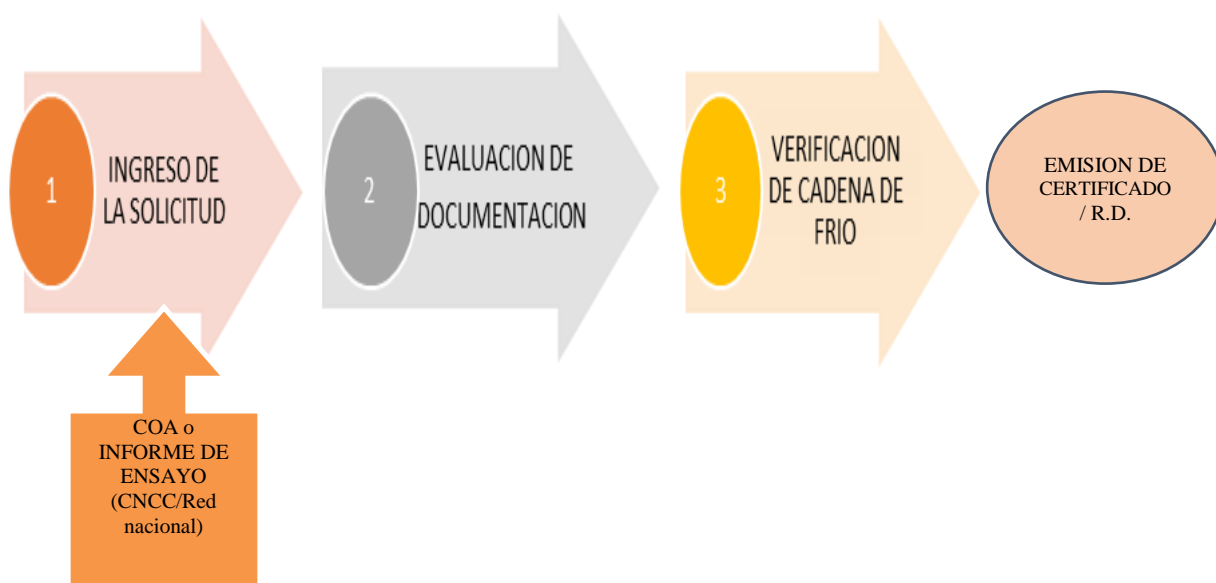 1
INGRESO DE
LA SOLICITUD
2
EVALUACION DE
DOCUMENTACION
3
VERIFICACION
DE CADENA DE
FRIO
EMISION DE
CERTIFICADO
/ R.D.
COA o
INFORME DE
ENSAYO
(CNCC/Red
nacional)